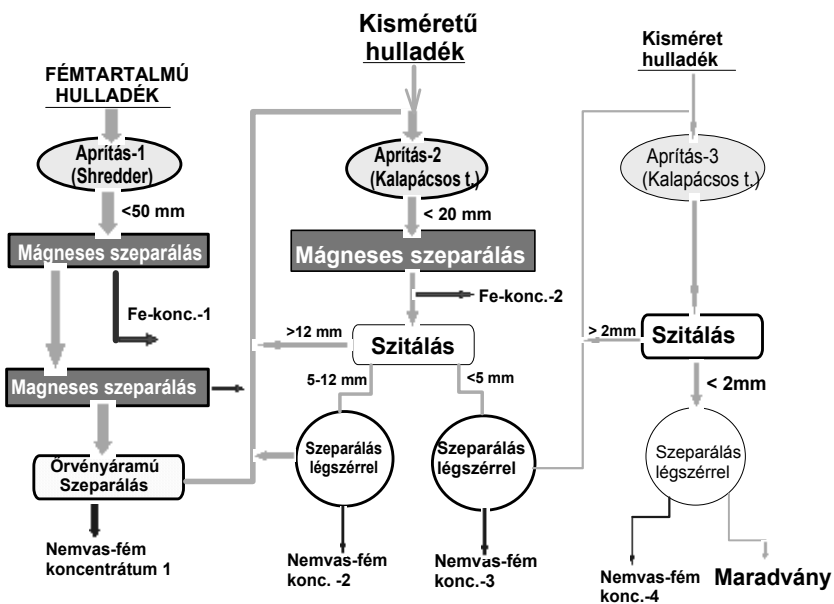 FÉMTARTALMÚ
HULLADÉK
Aprítás-1
(Shredder)
<50 mm
Mágneses szeparálás
Fe-konc.-1
Magneses szeparálás
Őrvényáramú
Szeparálás
Nemvas-fém
koncentrátum 1
Kisméretű
hulladék
Aprítás-2
(Kalapácsos t.)
< 20 mm
Mágneses szeparálás
Fe-konc.-2
>12 mm
Szitálás
5-12 mm
<5 mm
Szeparálás
légszérrel
Szeparálás
légszérrel
Nemvas-fém
konc. -2
Nemvas-fém
konc.-3
Kisméret
hulladék
Aprítás-3
(Kalapácsos t.)
> 2mm
Szitálás
< 2mm
Szeparálás
légszérrel
Nemvas-fém
konc.-4
Maradvány